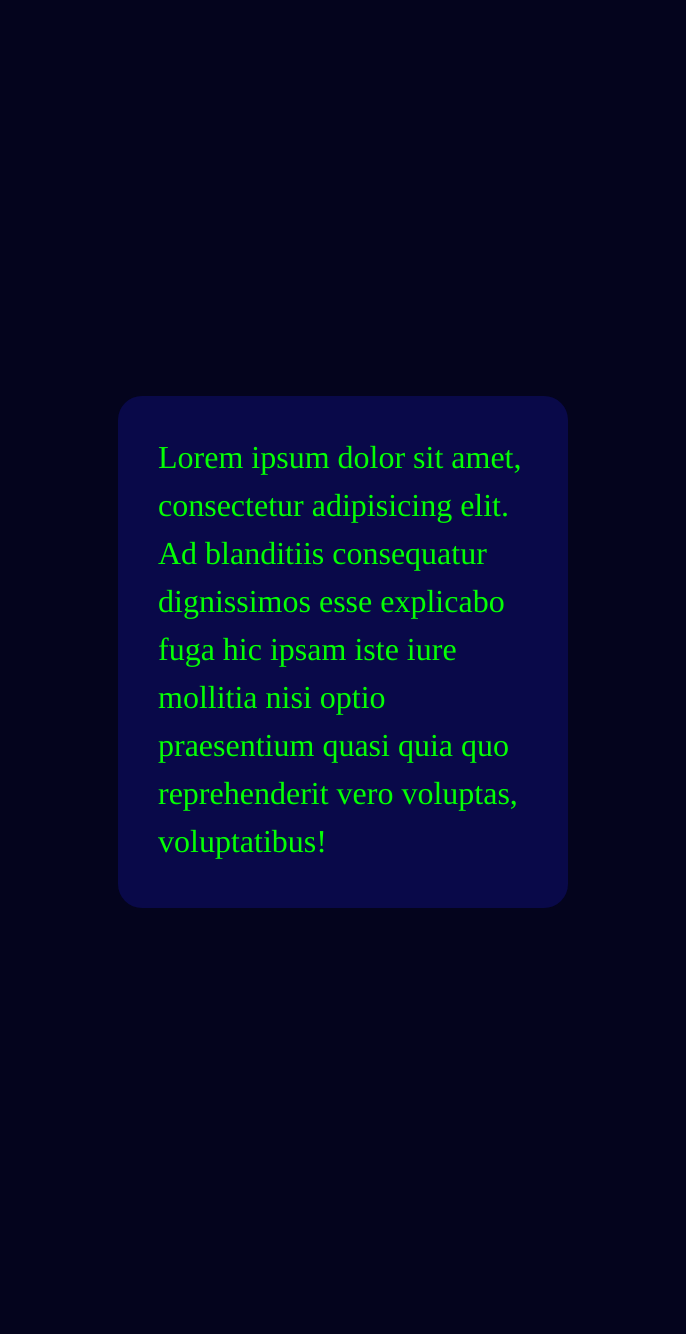 Lorem ipsum dolor sit amet,
consectetur adipisicing elit.
Ad blanditiis consequatur
dignissimos esse explicabo
fuga hic ipsam iste iure
mollitia nisi optio
praesentium quasi quia quo
reprehenderit vero voluptas,
voluptatibus!